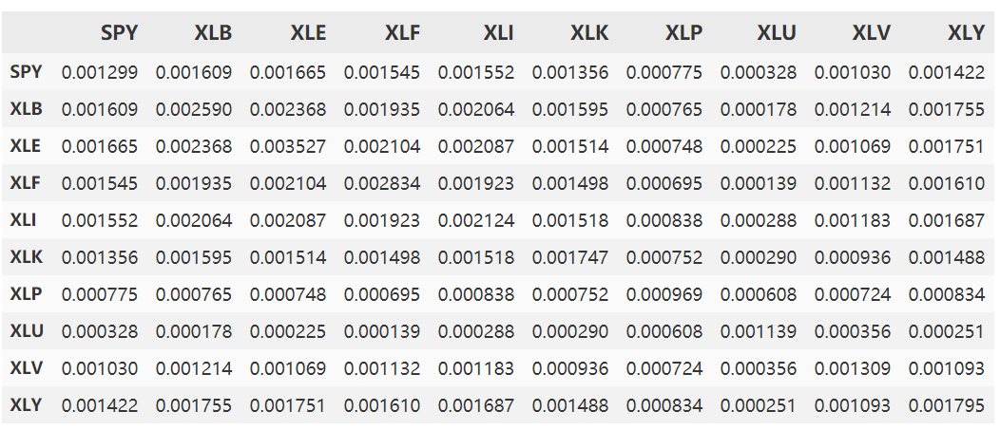 SPY XLB XLE XLF XLI XLK XLP XLU XLV XLY
SPY 0.001299 0.001609 0.001665 0.001545 0.001552 0.001356 0.000775 0.000328 0.001030 0.001422
XLB 0.001609 0.002590 0.002368 0.001935 0.002064 0.001595 0.000765 0.000178 0.001214 0.001755
XLE 0.001665 0.002368 0.003527 0.002104 0.002087 0.001514 0.000748 0.000225 0.001069 0.001751
XLF 0.001545 0.001935 0.002104 0.002834 0.001923 0.001498 0.000695 0.000139 0.001132 0.001610
XLI 0.001552 0.002064 0.002087 0.001923 0.002124 0.001518 0.000838 0.000288 0.001183 0.001687
XLK 0.001356 0.001595 0.001514 0.001498 0.001518 0.001747 0.000752 0.000290 0.000936 0.001488
XLP 0.000775 0.000765 0.000748 0.000695 0.000838 0.000752 0.000969 0.000608 0.000724 0.000834
XLU 0.000328 0.000178 0.000225 0.000139 0.000288 0.000290 0.000608 0.001139 0.000356 0.000251
XLV 0.001030 0.001214 0.001069 0.001132 0.001183 0.000936 0.000724 0.000356 0.001309 0.001093
XLY 0.001422 0.001755 0.001751 0.001610 0.001687 0.001488 0.000834 0.000251 0.001093 0.001795